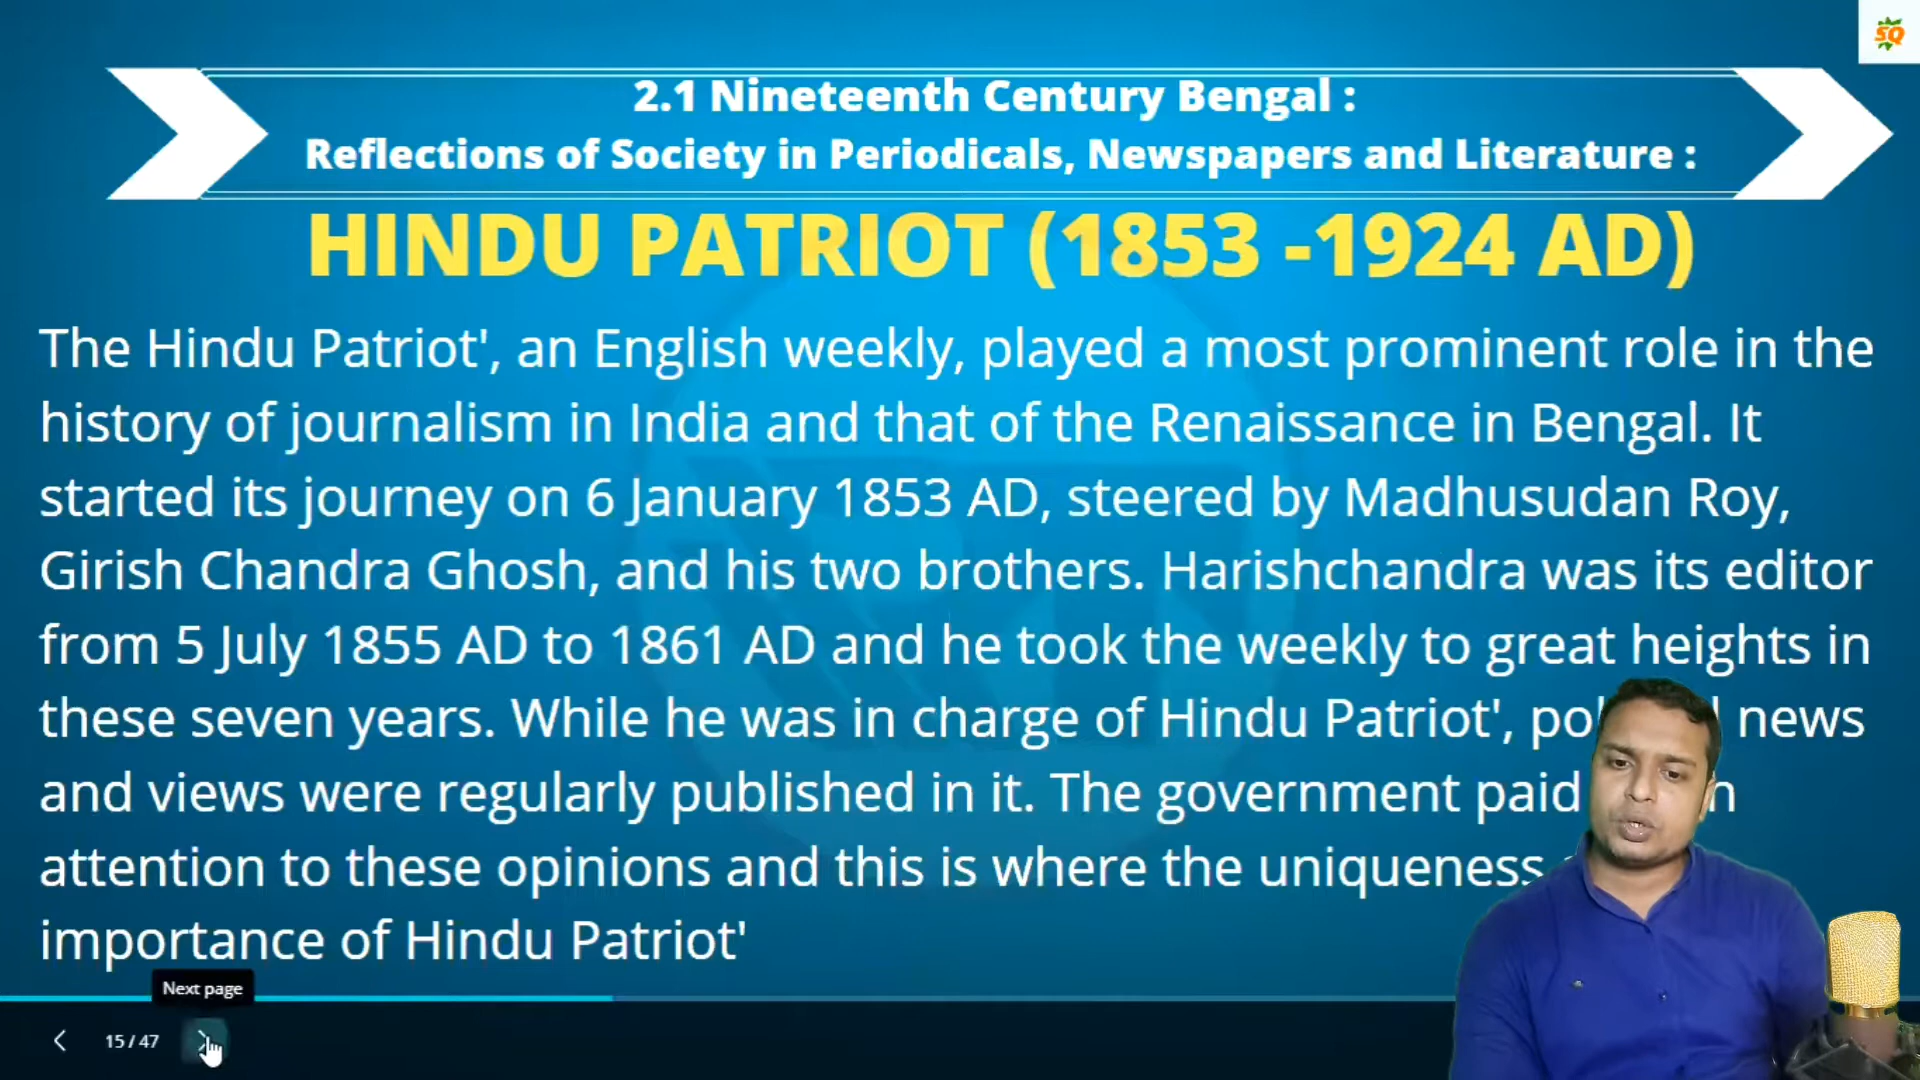 SQ
2.1 Nineteenth Century Bengal :
Reflections of Society in Periodicals, Newspapers and Literature :
HINDU PATRIOT (1853 -1924 AD)
The Hindu Patriot', an English weekly, played a most prominent role in the
history of journalism in India and that of the Renaissance in Bengal. It
started its journey on 6 January 1853 AD, steered by Madhusudan Roy,
Girish Chandra Ghosh, and his two brothers. Harishchandra was its editor
from 5 July 1855 AD to 1861 AD and he took the weekly to great heights in
these seven years. While he was in charge of Hindu Patriot', news
and views were regularly published in it. The government paid
attention to these opinions and this is where the uniqueness
importance of Hindu Patriot'
Next page
15 / 47